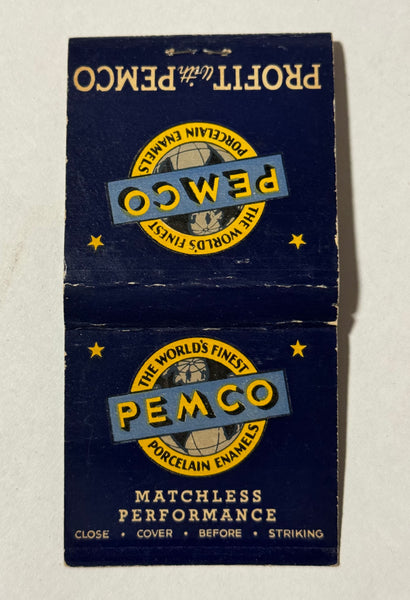 PROFIT with PEMCO
THE WORLD'S FINEST
PEMCO
PORCELAIN ENAMELS
THE WORLD'S FINEST
PEMCO
PORCELAIN ENAMELS
MATCHLESS
PERFORMANCE
CLOSE • COVER • BEFORE • STRIKING